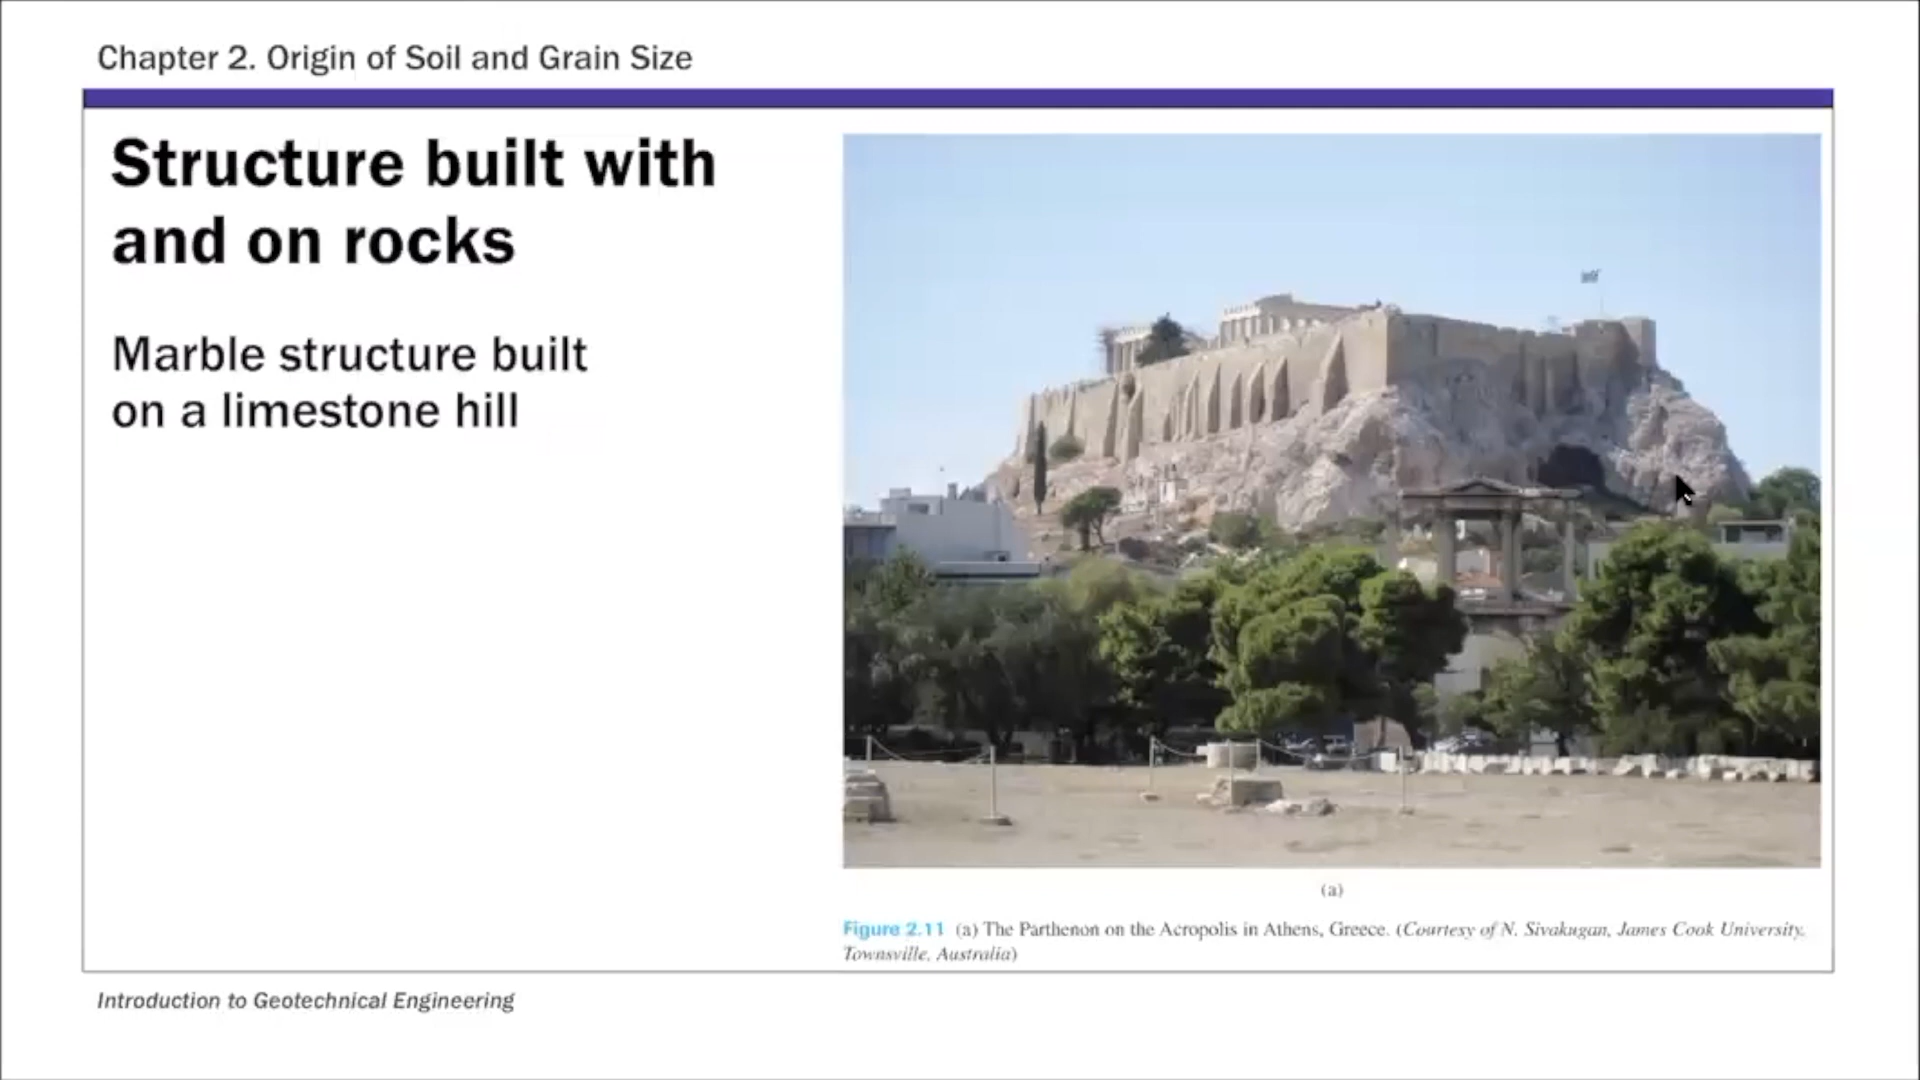 Chapter 2. Origin of Soil and Grain Size
Structure built with
and on rocks
Marble structure built
on a limestone hill
(a)
Figure 2.11 (a) The Parthenon on the Acropolis in Athens, Greece. (Courtesy of N. Sivakugan, James Cook University,
Townsville, Australia)
Introduction to Geotechnical Engineering